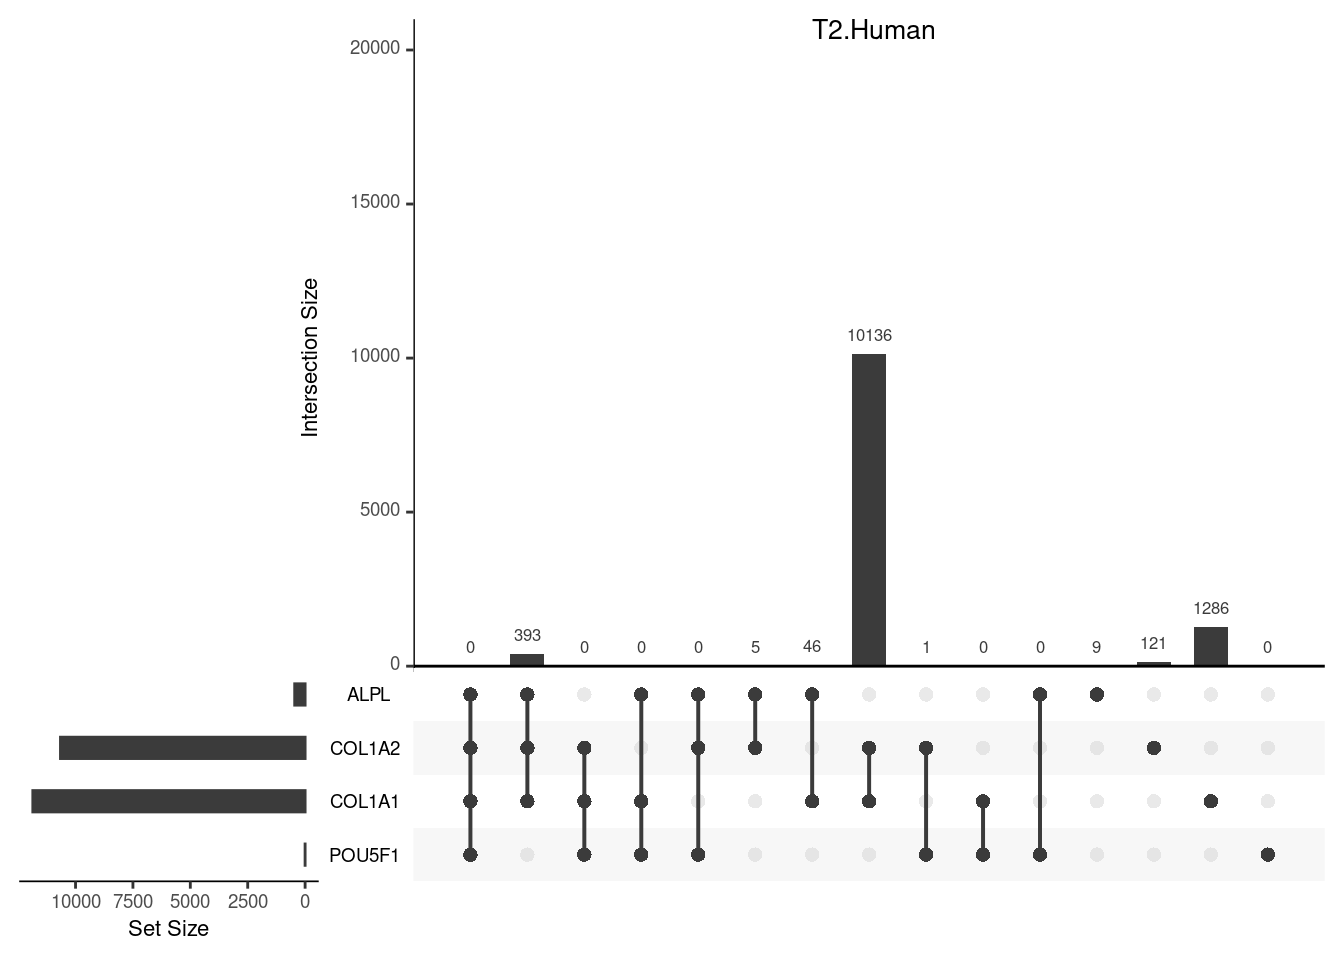 T2.Human
20000
15000
10000
5000
0
Intersection Size
0 393 0 0 0 5 46 10136 1 0 0 9 121 1286 0
ALPL
COL1A2
COL1A1
POU5F1
10000 7500 5000 2500 0
Set Size